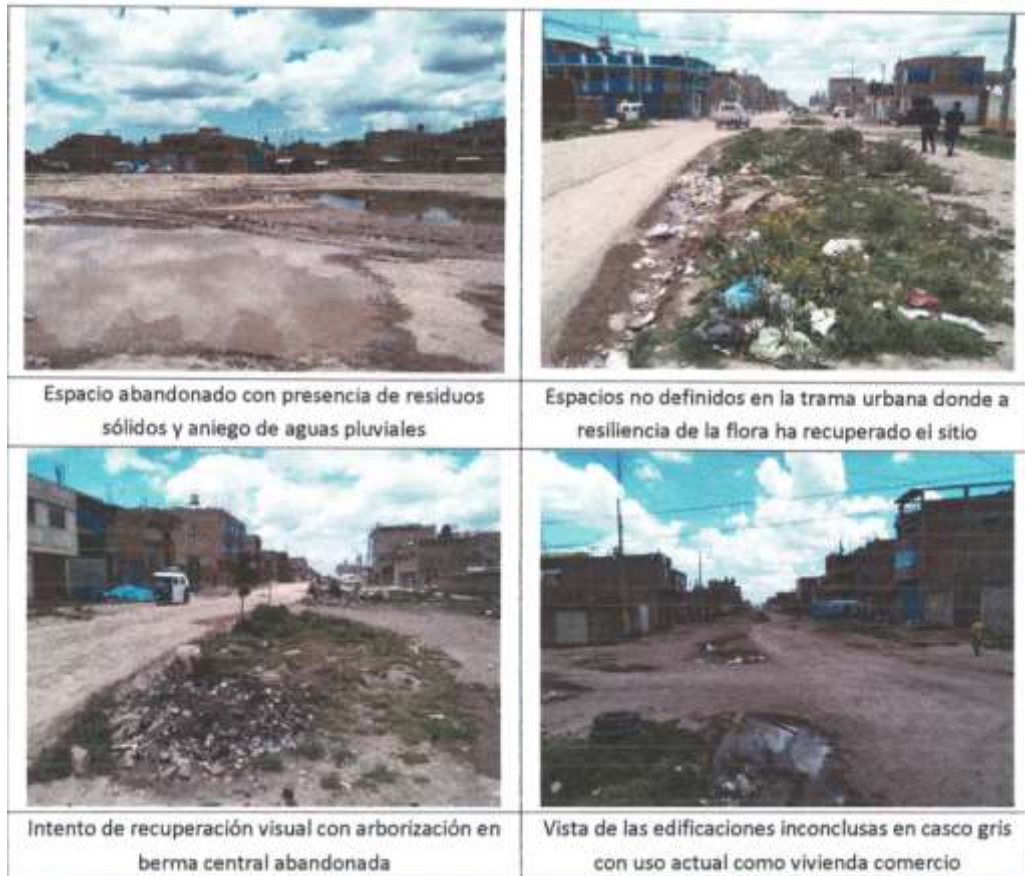 Espacio abandonado con presencia de residuos
sólidos y aniego de aguas pluviales
Espacios no definidos en la trama urbana donde a
resiliencia de la flora ha recuperado el sitio
Intento de recuperación visual con arborización en
berma central abandonada
Vista de las edificaciones inconclusas en casco gris
con uso actual como vivienda comercio